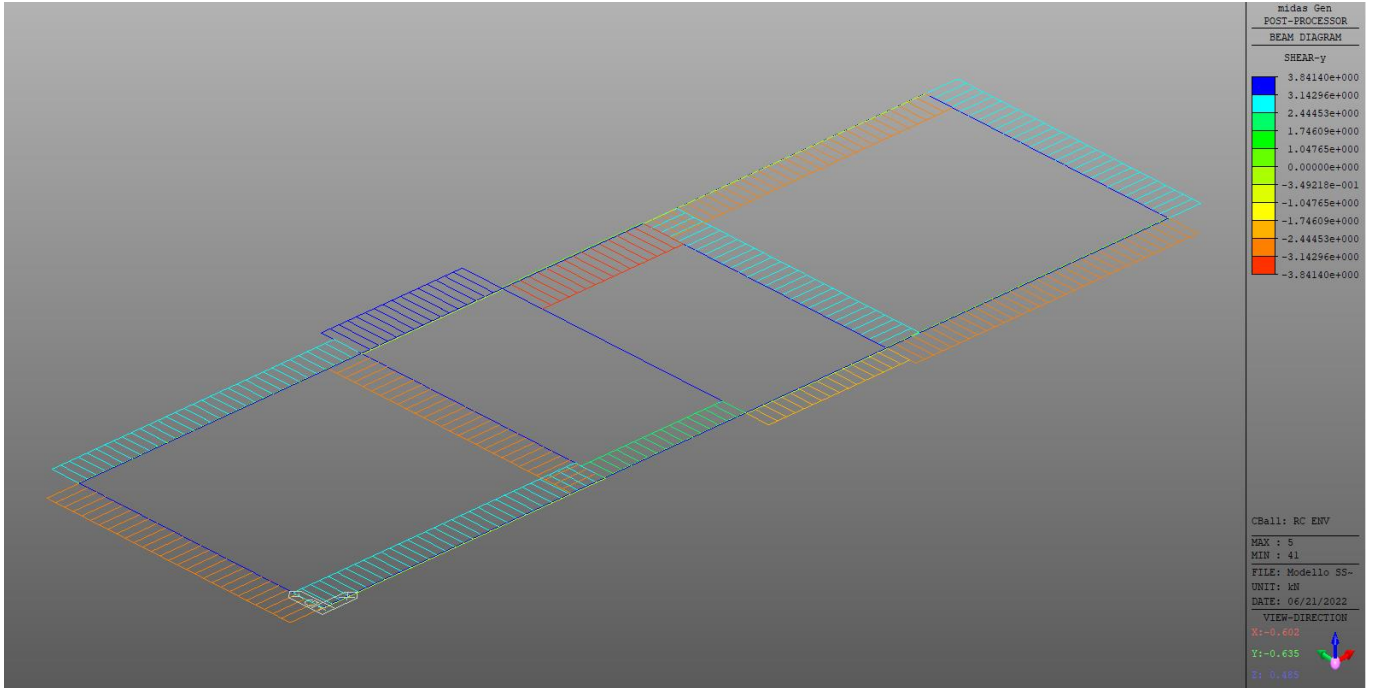 midas Gen
POST-PROCESSOR
BEAM DIAGRAM
SHEAR-y
3.84140e+000
3.14296e+000
2.44453e+000
1.74609e+000
1.04765e+000
0.00000e+000
-3.49218e-001
-1.04765e+000
-1.74609e+000
-2.44453e+000
-3.14296e+000
-3.84140e+000
CBall: RC ENV
MAX : 5
MIN : 41
FILE: Modello SS-
UNIT: kN
DATE: 06/21/2022
VIEW-DIRECTION
X:-0.602
Y:-0.635
Z: 0.485